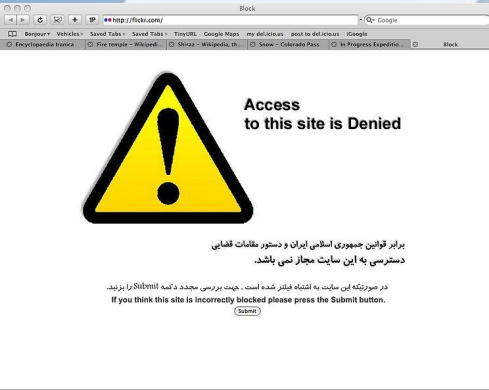 Block
http://flickr.com/
Google
Bonjour Vehicles Saved Tabs Saved Tabs TinyURL Google Maps my del.icio.us post to del.icio.us iGoogle
Encyclopaedia Iranica Fire temple – Wikipedi... Shiraz – Wikipedia, th... Snow – Colorado Pass In Progress Expeditio... Block
Access
to this site is Denied
برابر قوانین جمهوری اسلامی ایران و دستور مقامات قضایی
دسترسی به این سایت مجاز نمی باشد.
در صورتیکه این سایت به اشتباه فیلتر شده است ، جهت بررسی مجدد دکمه Submit را بزنید.
If you think this site is incorrectly blocked please press the Submit button.
Submit